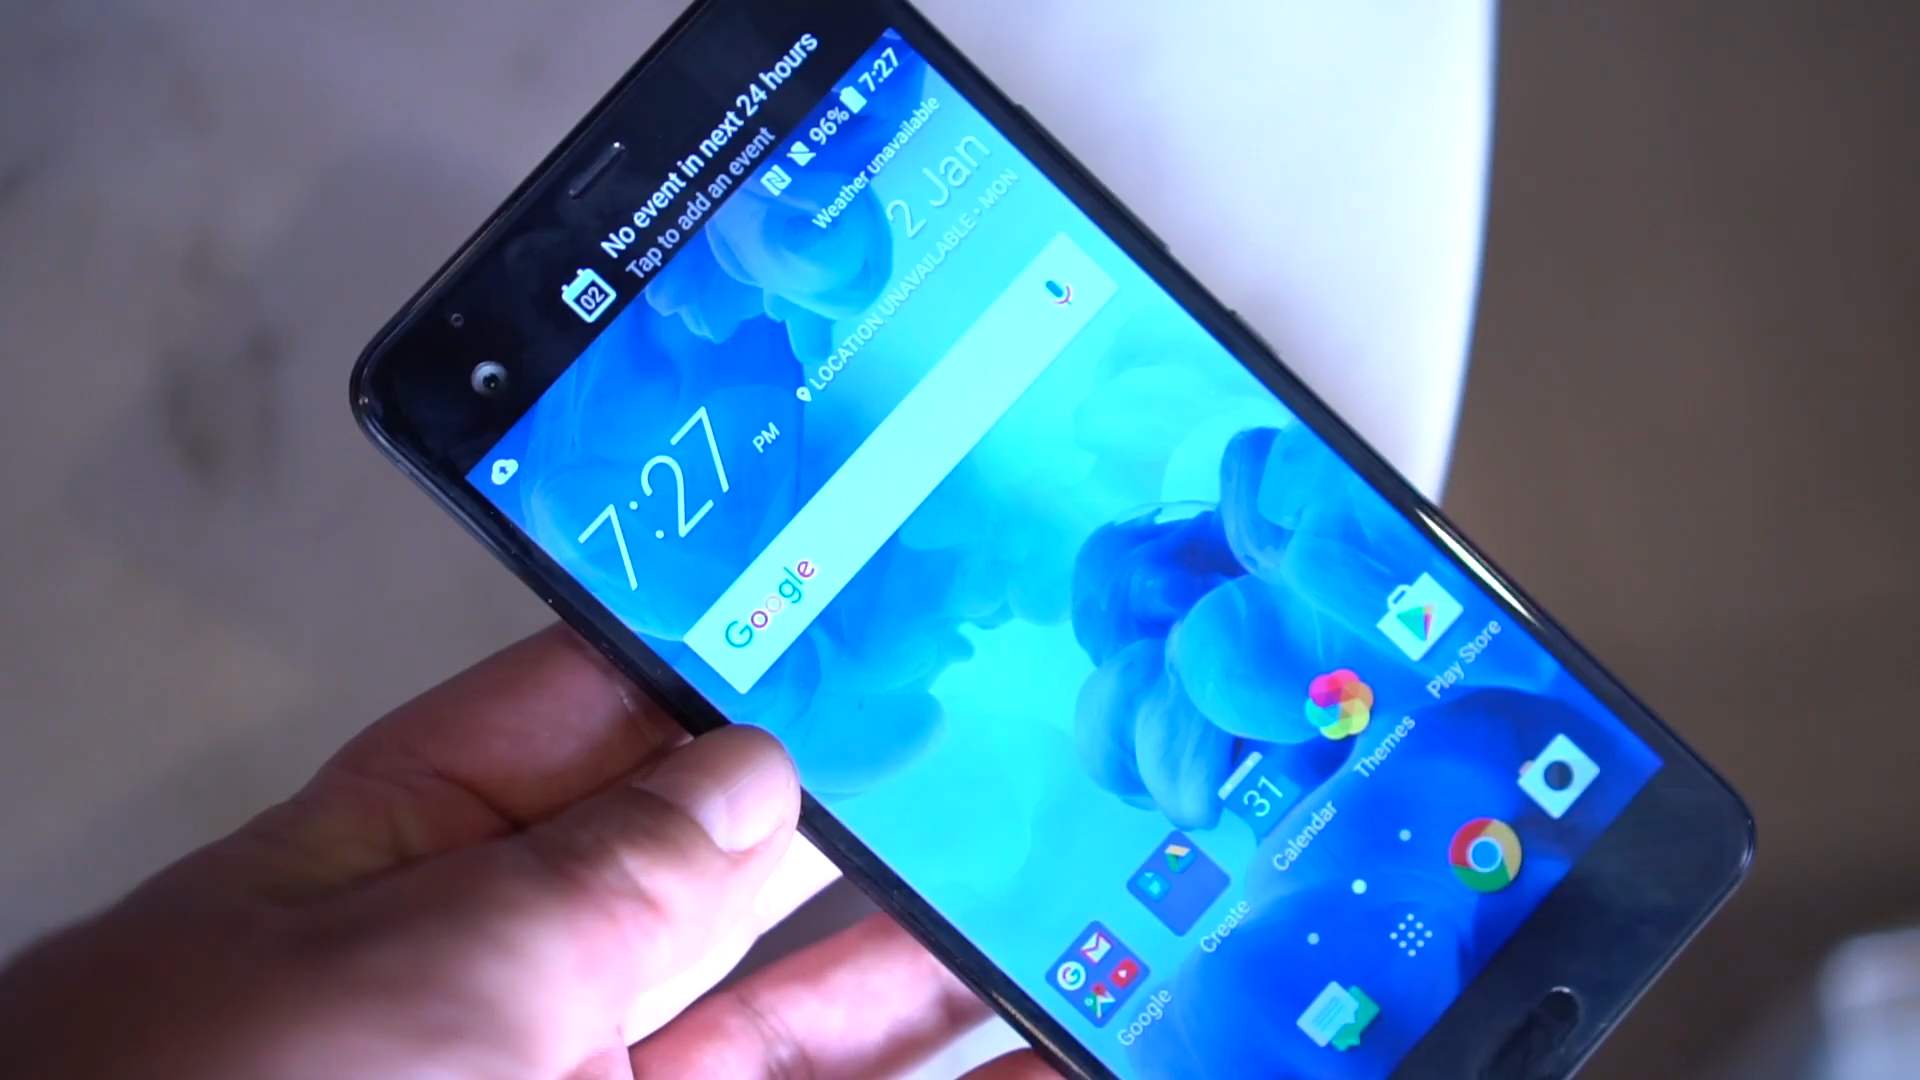 No event in next 24 hours
Tap to add an event
02
96% 7:27
Weather unavailable
2 Jan
7:27 PM
LOCATION UNAVAILABLE • MON
Google
Play Store
Themes
31
Calendar
Create
G
Google